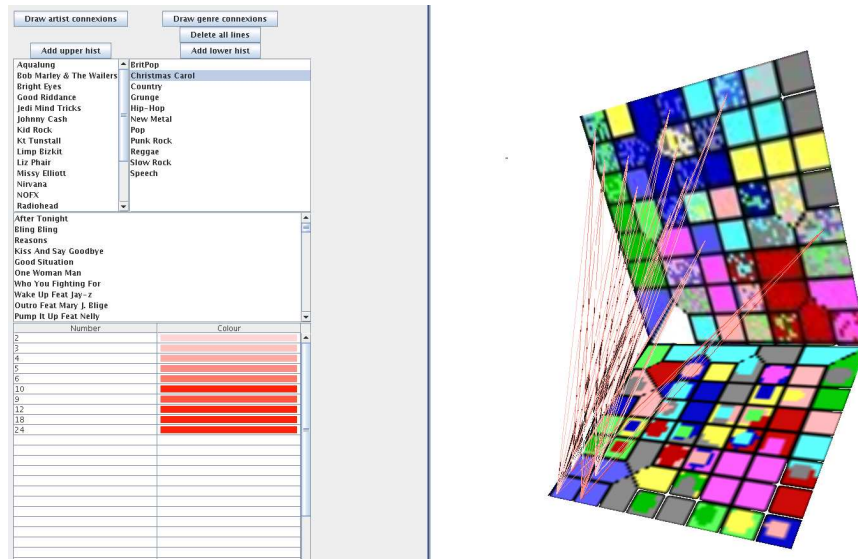 Draw artist connexions
Draw genre connexions
Delete all lines
Add upper hist
Add lower hist
Aqualung
Bob Marley & The Wailers
Bright Eyes
Good Riddance
Jedi Mind Tricks
Johnny Cash
Kid Rock
Kt Tunstall
Limp Bizkit
Liz Phair
Missy Elliott
Nirvana
NOFX
Radiohead
BritPop
Christmas Carol
Country
Grunge
Hip-Hop
New Metal
Pop
Punk Rock
Reggae
Slow Rock
Speech
After Tonight
Bling Bling
Reasons
Kiss And Say Goodbye
Good Situation
One Woman Man
Who You Fighting For
Wake Up Feat Jay-z
Outro Feat Mary J. Blige
Pump It Up Feat Nelly
Number Colour
2
3
4
5
6
10
9
12
18
24